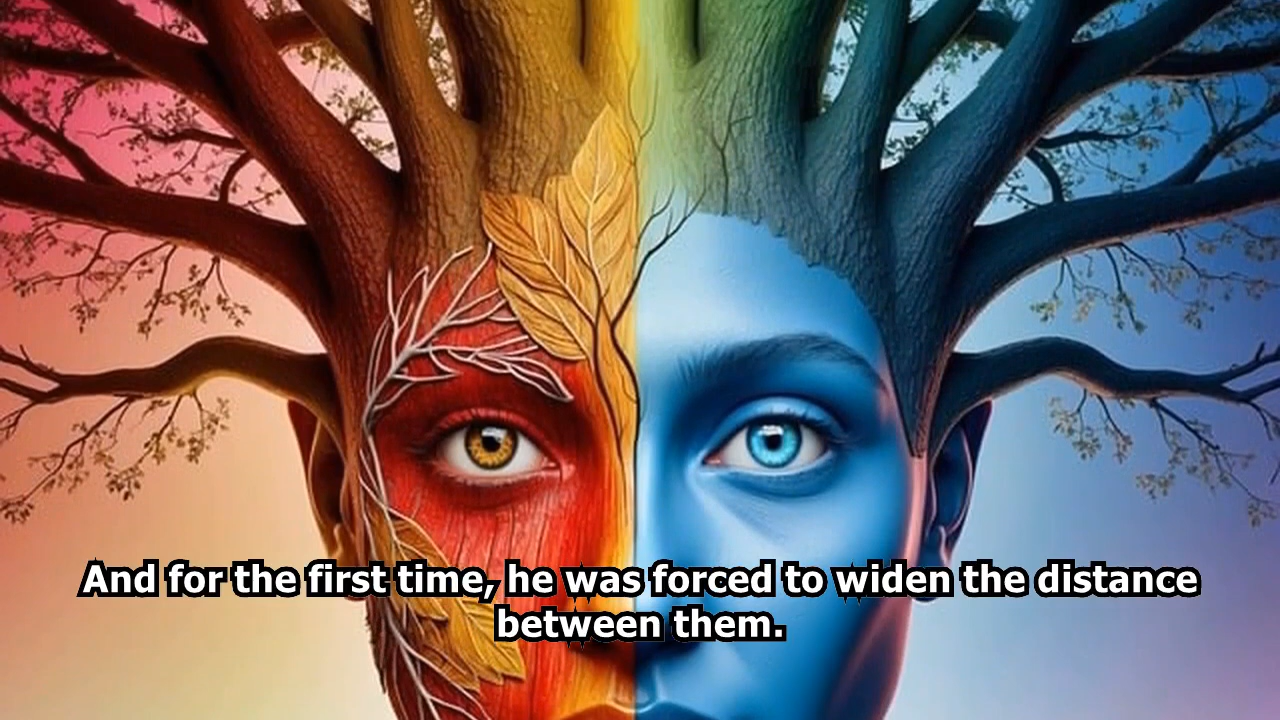 And for the first time, he was forced to widen the distance
between them.